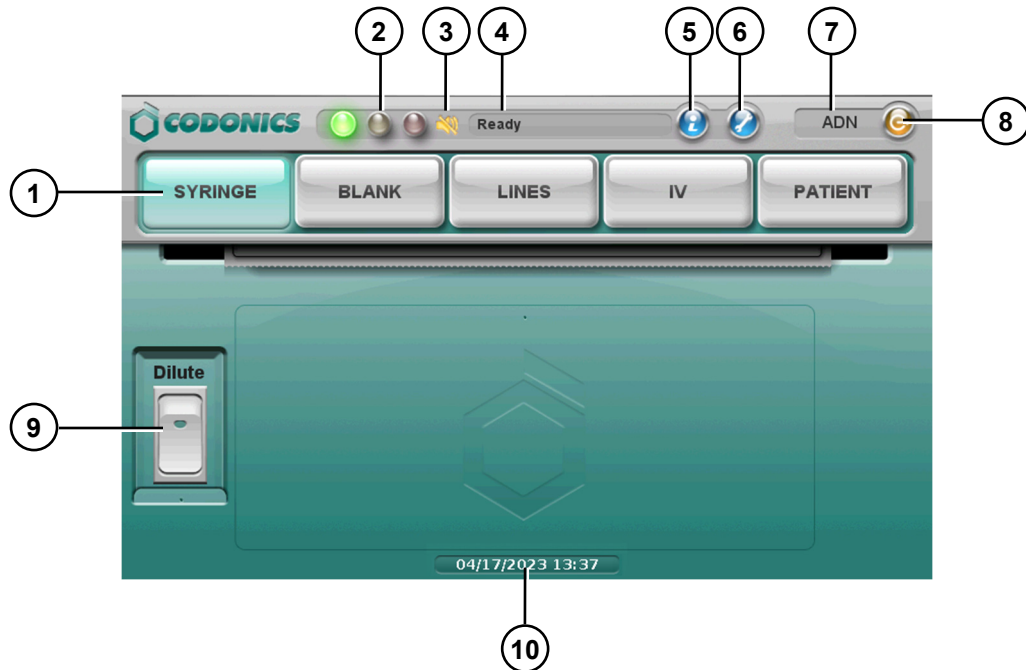 2 3 4 5 6 7
CODONICS Ready ADN 8
1 SYRINGE BLANK LINES IV PATIENT
Dilute
9
04/17/2023 13:37
10